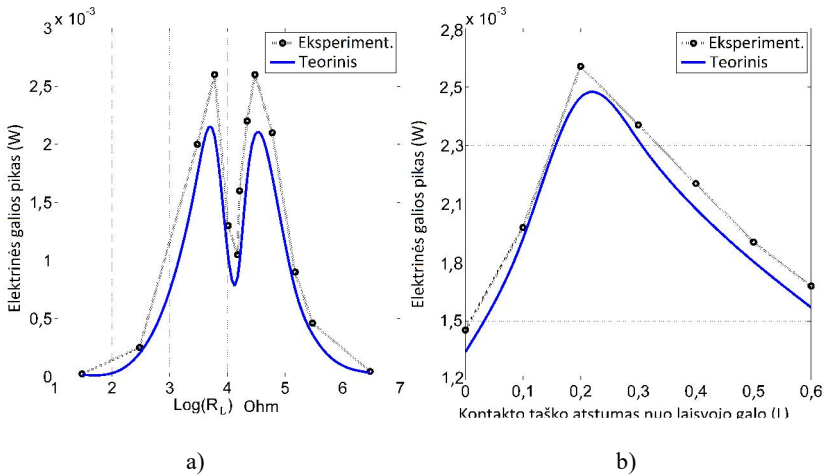 x 10⁻³
3
2,5
2
1,5
1
0,5
0
Elektrinės galios pikas (W)
Eksperiment.
Teorinis
1 2 3 4 5 6 7
Log(R_L) Ohm
a)
x 10⁻³
2,8
2,5
2,3
2,1
1,8
1,5
1,2
Elektrinės galios pikas (W)
Eksperiment.
Teorinis
0 0,1 0,2 0,3 0,4 0,5 0,6
Kontakto taško atstumas nuo laisvojo galo (L)
b)